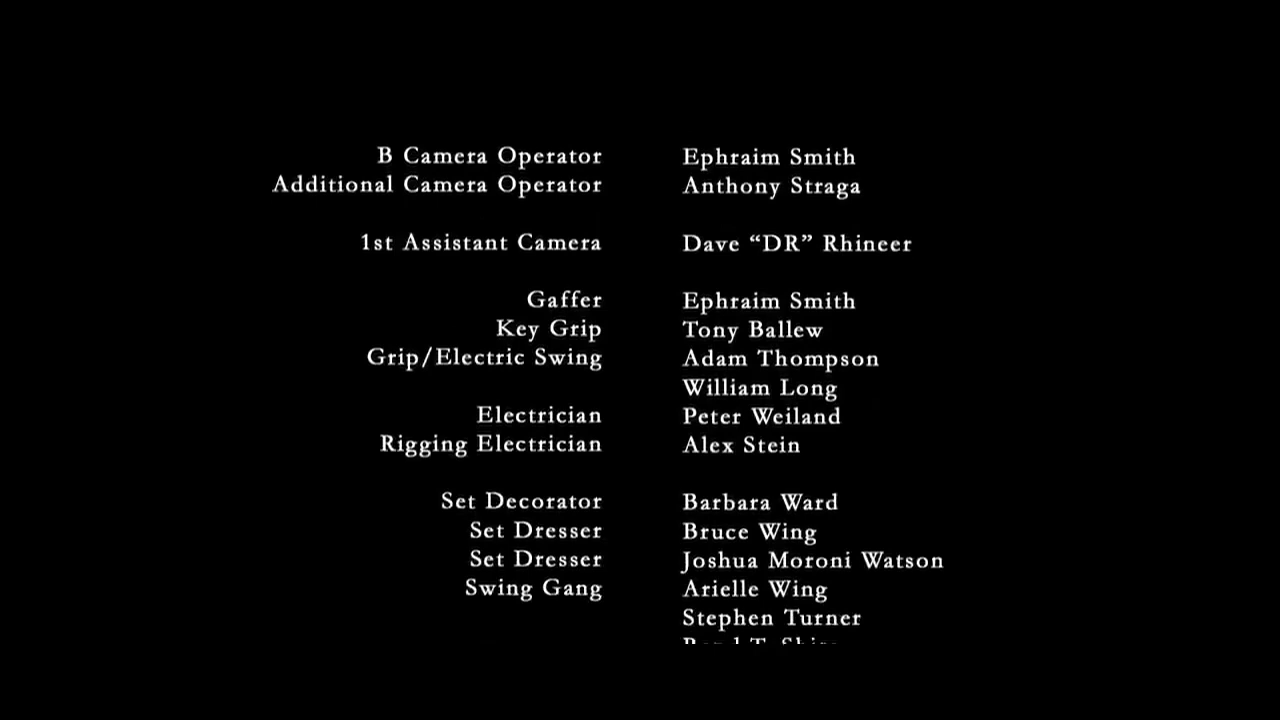 B Camera Operator Ephraim Smith
Additional Camera Operator Anthony Straga
1st Assistant Camera Dave “DR” Rhineer
Gaffer Ephraim Smith
Key Grip Tony Ballew
Grip/Electric Swing Adam Thompson
William Long
Electrician Peter Weiland
Rigging Electrician Alex Stein
Set Decorator Barbara Ward
Set Dresser Bruce Wing
Set Dresser Joshua Moroni Watson
Swing Gang Arielle Wing
Stephen Turner